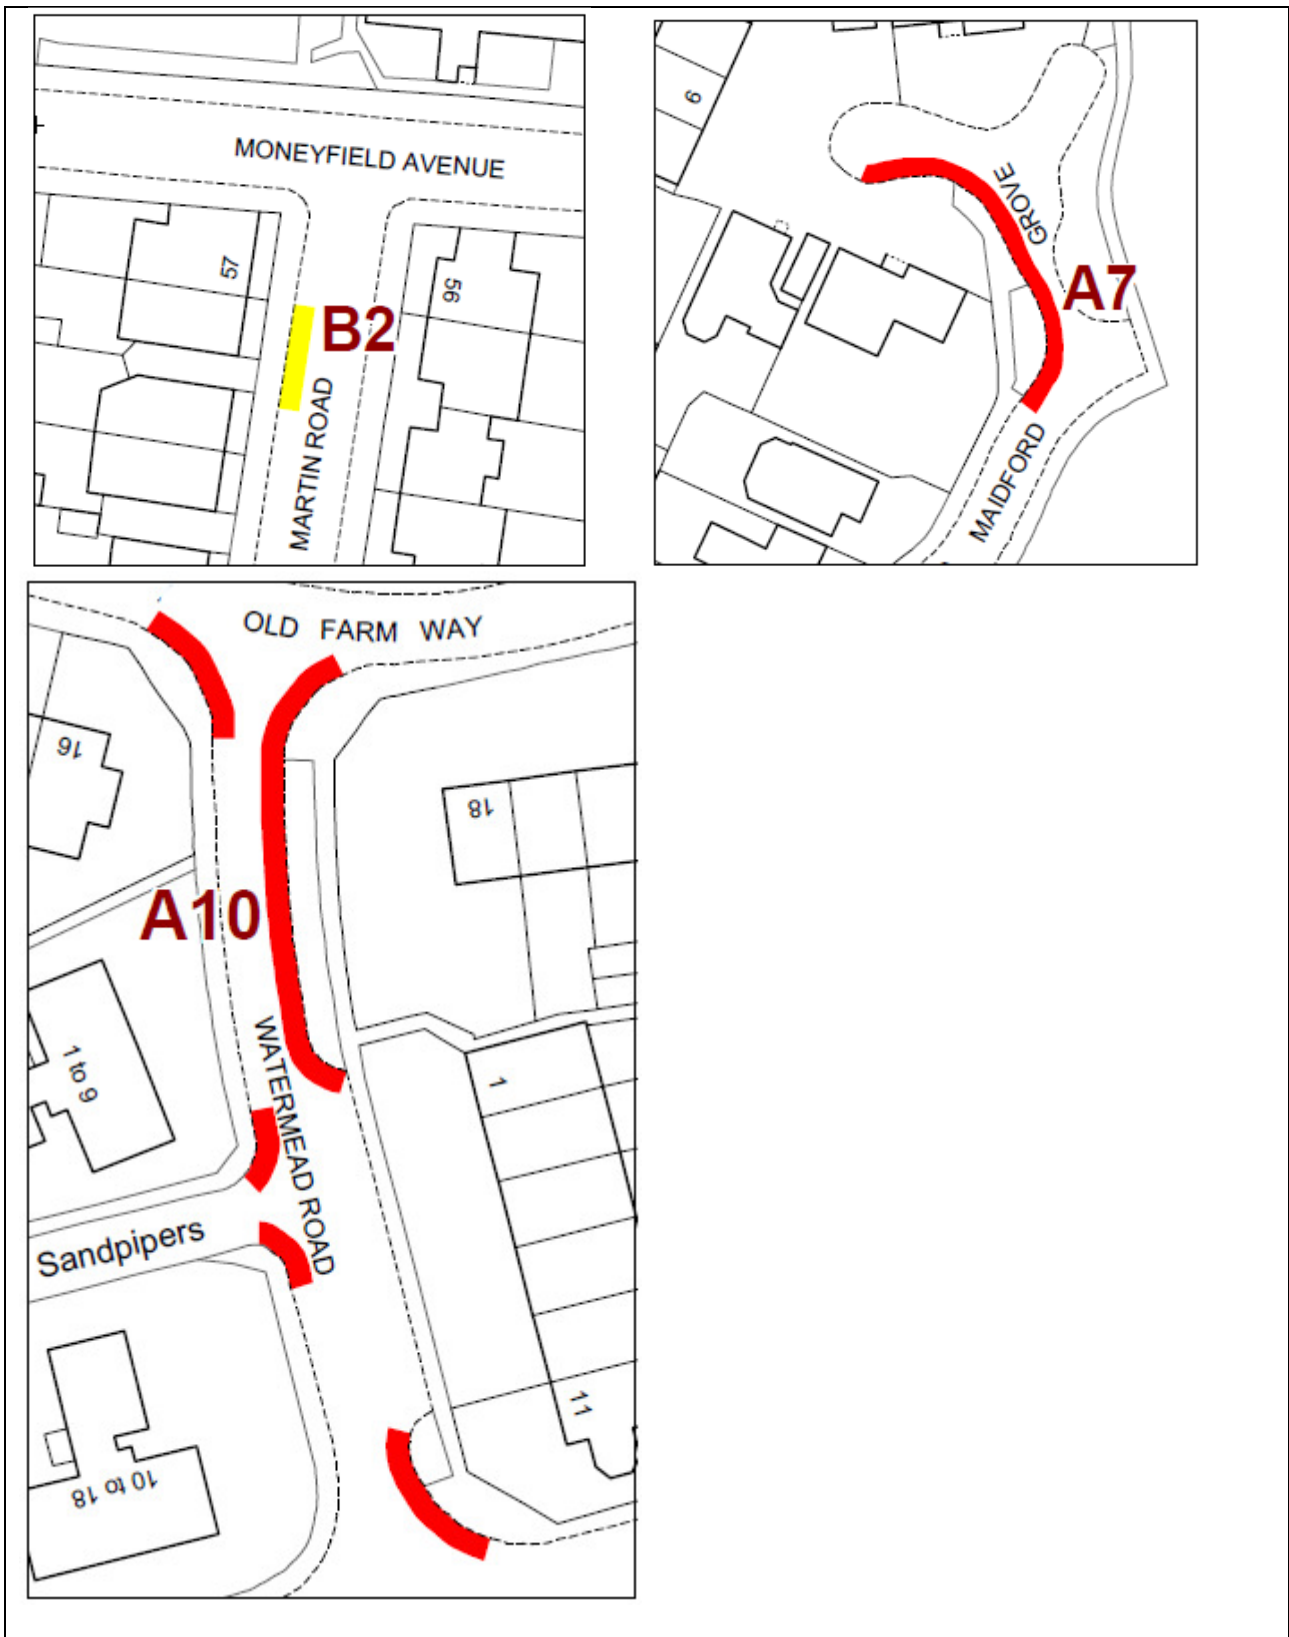 MONEYFIELD AVENUE
57
56
B2
MARTIN ROAD
9
GROVE
A7
MAIDFORD
OLD FARM WAY
16
18
A10
WATERMEAD ROAD
1 to 9
1
Sandpipers
11
10 to 18